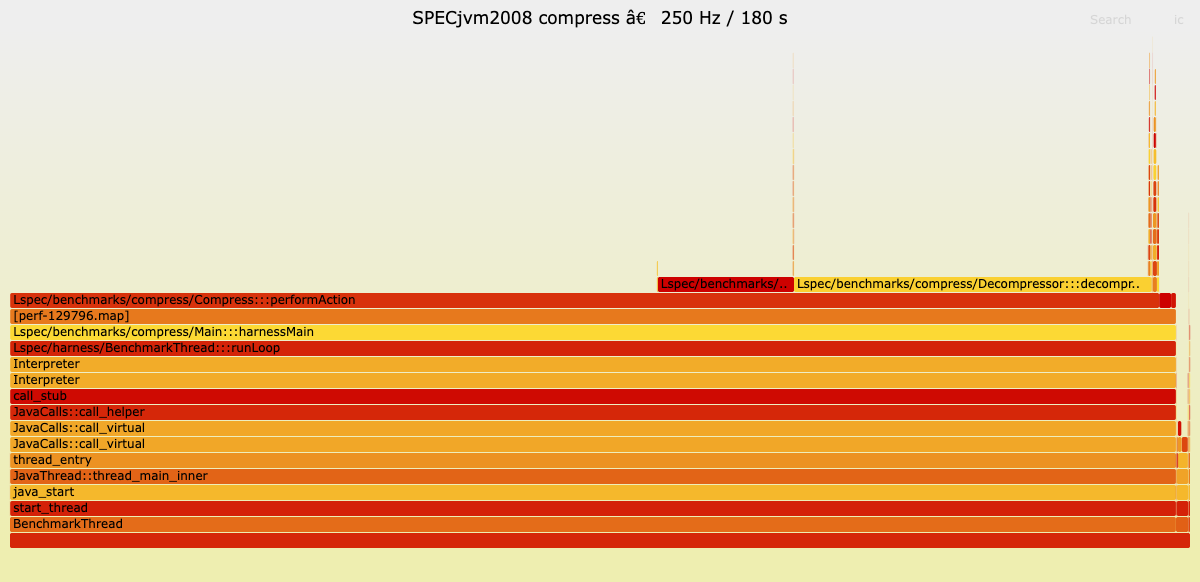 SPECjvm2008 compress â€ 250 Hz / 180 s
Search
ic
Lspec/benchmarks/.. Lspec/benchmarks/compress/Decompressor:::decompr..
Lspec/benchmarks/compress/Compress:::performAction
[perf-129796.map]
Lspec/benchmarks/compress/Main:::harnessMain
Lspec/harness/BenchmarkThread:::runLoop
Interpreter
Interpreter
call_stub
JavaCalls::call_helper
JavaCalls::call_virtual
JavaCalls::call_virtual
thread_entry
JavaThread::thread_main_inner
java_start
start_thread
BenchmarkThread